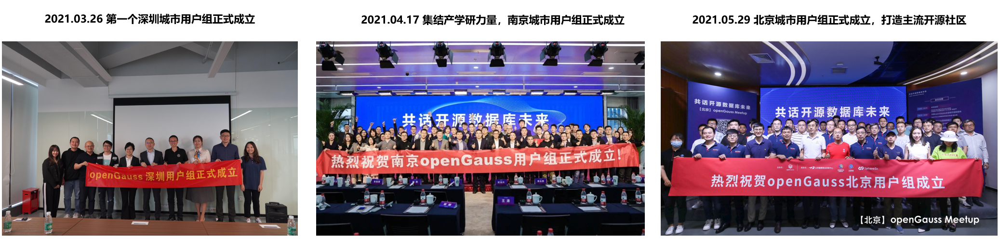 2021.03.26 第一个深圳城市用户组正式成立
2021.04.17 集结产学研力量，南京城市用户组正式成立
2021.05.29 北京城市用户组正式成立，打造主流开源社区
openGauss 深圳用户组正式成立
共话开源数据库未来
热烈祝贺南京openGauss用户组正式成立!
王涛
共话开源数据库未来
【北京】openGauss Meetup
共话开源数据库未来
SphereEx
热烈祝贺openGauss北京用户组成立
【北京】openGauss Meetup